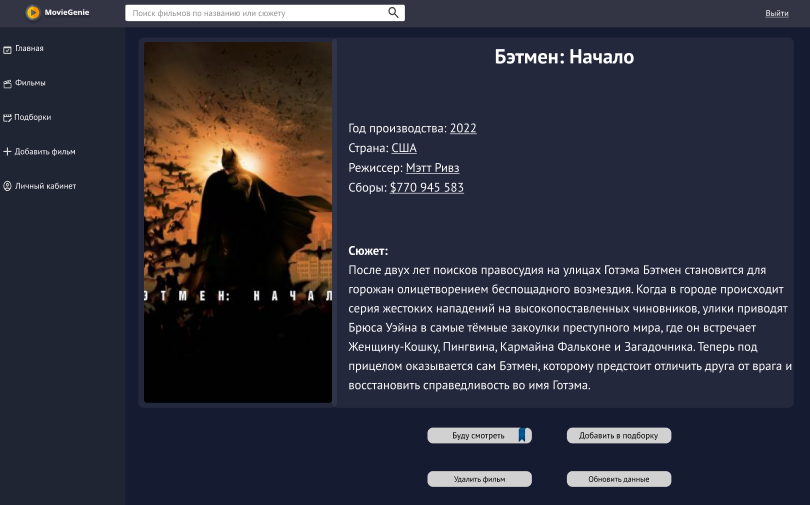 MovieGenie
Поиск фильмов по названию или сюжету
Выйти
Главная
Фильмы
Подборки
Добавить фильм
Личный кабинет
Бэтмен: Начало
Год производства: 2022
Страна: США
Режиссер: Мэтт Ривз
Сборы: $770 945 583
Сюжет:
После двух лет поисков правосудия на улицах Готэма Бэтмен становится для
горожан олицетворением беспощадного возмездия. Когда в городе происходит
серия жестоких нападений на высокопоставленных чиновников, улики приводят
Брюса Уэйна в самые тёмные закоулки преступного мира, где он встречает
Женщину-Кошку, Пингвина, Кармайна Фальконе и Загадочника. Теперь под
прицелом оказывается сам Бэтмен, которому предстоит отличить друга от врага и
восстановить справедливость во имя Готэма.
ЭТМЕН: НАЧАЛ
Буду смотреть
Добавить в подборку
Удалить фильм
Обновить данные